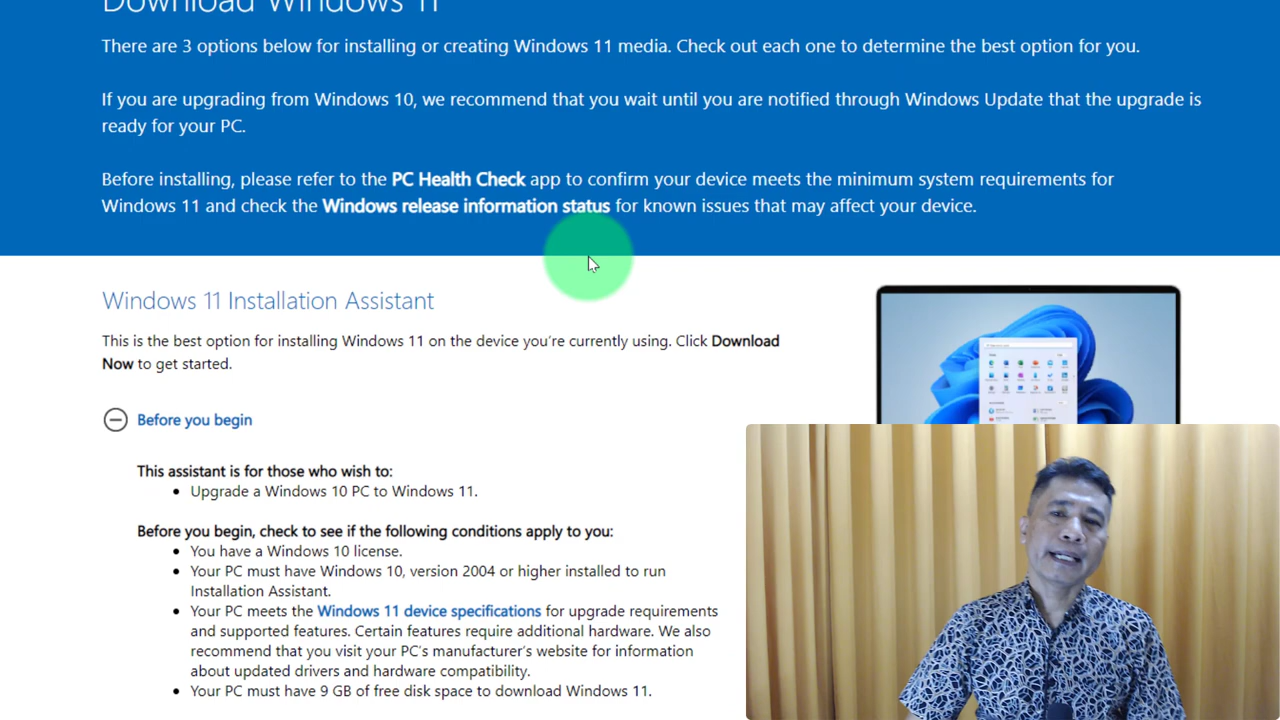 Download Windows 11
There are 3 options below for installing or creating Windows 11 media. Check out each one to determine the best option for you.
If you are upgrading from Windows 10, we recommend that you wait until you are notified through Windows Update that the upgrade is
ready for your PC.
Before installing, please refer to the PC Health Check app to confirm your device meets the minimum system requirements for
Windows 11 and check the Windows release information status for known issues that may affect your device.
Windows 11 Installation Assistant
This is the best option for installing Windows 11 on the device you're currently using. Click Download
Now to get started.
Before you begin
This assistant is for those who wish to:
• Upgrade a Windows 10 PC to Windows 11.
Before you begin, check to see if the following conditions apply to you:
• You have a Windows 10 license.
• Your PC must have Windows 10, version 2004 or higher installed to run
Installation Assistant.
• Your PC meets the Windows 11 device specifications for upgrade requirements
and supported features. Certain features require additional hardware. We also
recommend that you visit your PC's manufacturer's website for information
about updated drivers and hardware compatibility.
• Your PC must have 9 GB of free disk space to download Windows 11.